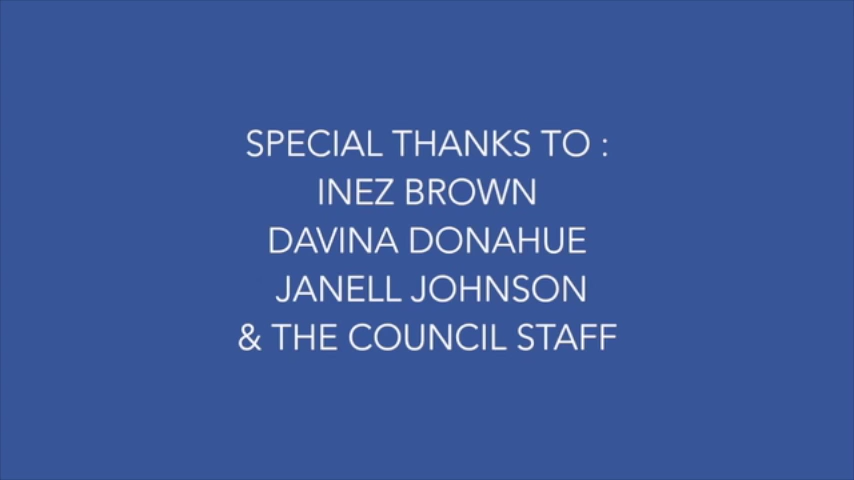 SPECIAL THANKS TO :
INEZ BROWN
DAVINA DONAHUE
JANELL JOHNSON
& THE COUNCIL STAFF